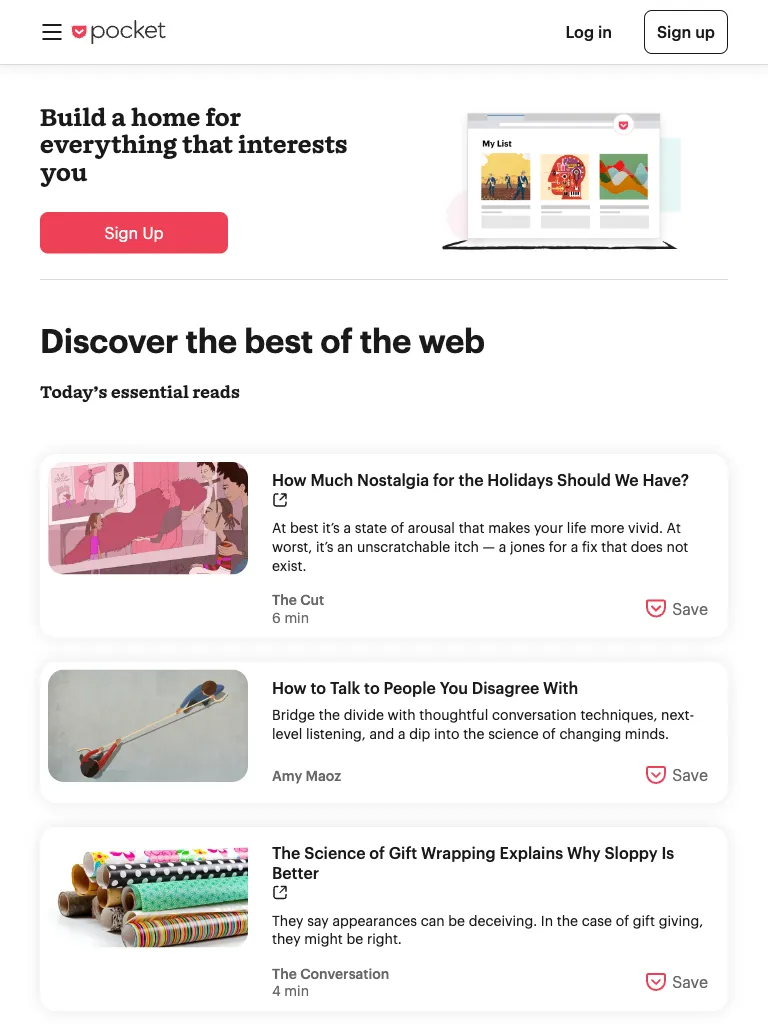 pocket
Log in
Sign up
Build a home for
everything that interests
you
My List
Sign Up
Discover the best of the web
Today’s essential reads
How Much Nostalgia for the Holidays Should We Have?
At best it’s a state of arousal that makes your life more vivid. At
worst, it’s an unscratchable itch — a jones for a fix that does not
exist.
The Cut
6 min
Save
How to Talk to People You Disagree With
Bridge the divide with thoughtful conversation techniques, next-
level listening, and a dip into the science of changing minds.
Amy Maoz
Save
The Science of Gift Wrapping Explains Why Sloppy Is
Better
They say appearances can be deceiving. In the case of gift giving,
they might be right.
The Conversation
4 min
Save